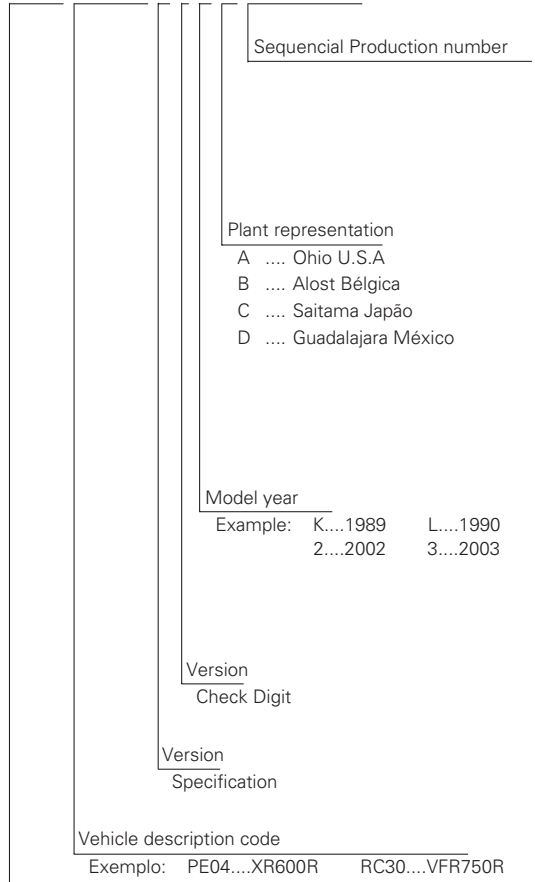 Sequencial Production number
Plant representation
A .... Ohio U.S.A
B .... Alost Bélgica
C .... Saitama Japão
D .... Guadalajara México
Model year
Example: K....1989 L....1990
2....2002 3....2003
Version
Check Digit
Version
Specification
Vehicle description code
Exemplo: PE04....XR600R RC30....VFR750R